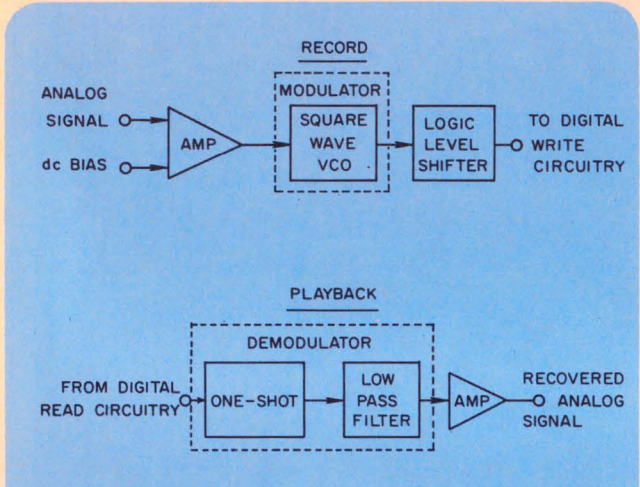 RECORD
ANALOG
SIGNAL
dc BIAS
AMP
MODULATOR
SQUARE
WAVE
VCO
LOGIC
LEVEL
SHIFTER
TO DIGITAL
WRITE
CIRCUITRY
PLAYBACK
DEMODULATOR
FROM DIGITAL
READ CIRCUITRY
ONE-SHOT
LOW
PASS
FILTER
AMP
RECOVERED
ANALOG
SIGNAL